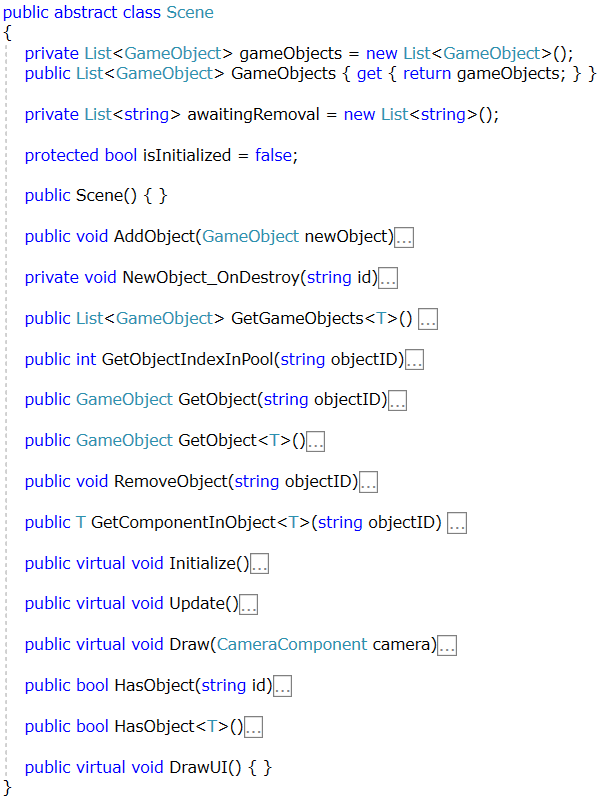 public abstract class Scene
{
private List<GameObject> gameObjects = new List<GameObject>();
public List<GameObject> GameObjects { get { return gameObjects; } }
private List<string> awaitingRemoval = new List<string>();
protected bool isInitialized = false;
public Scene() { }
public void AddObject(GameObject newObject)...
private void NewObject_OnDestroy(string id)...
public List<GameObject> GetGameObjects<T>() ...
public int GetObjectIndexInPool(string objectID)...
public GameObject GetObject(string objectID)...
public GameObject GetObject<T>()...
public void RemoveObject(string objectID)...
public T GetComponentInObject<T>(string objectID) ...
public virtual void Initialize()...
public virtual void Update()...
public virtual void Draw(CameraComponent camera)...
public bool HasObject(string id)...
public bool HasObject<T>()...
public virtual void DrawUI() { }
}